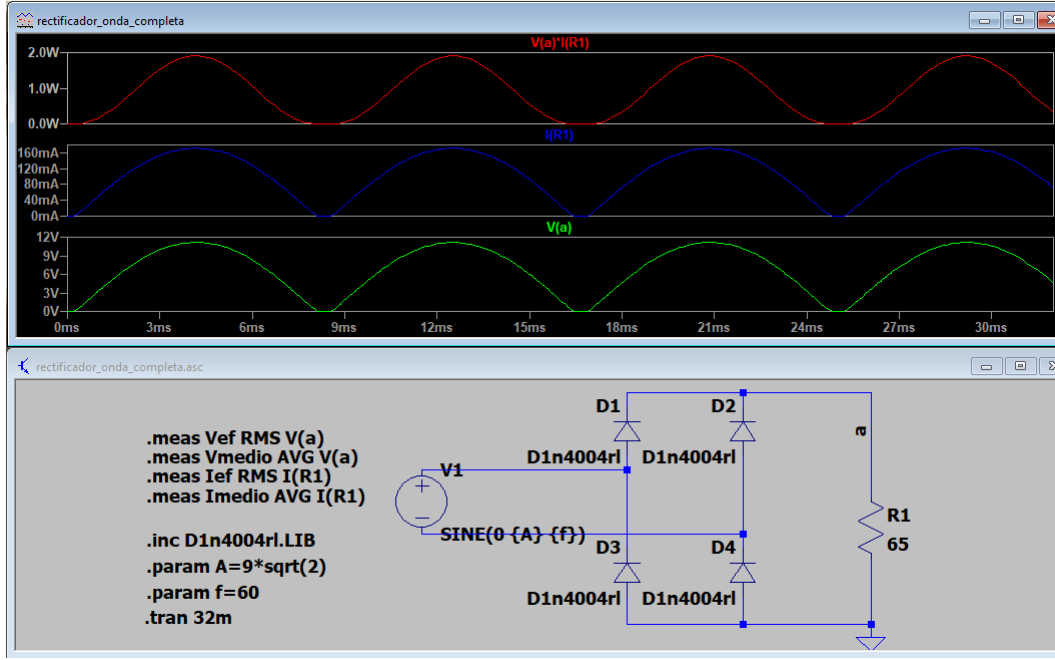 rectificador_onda_completa
V(a)*I(R1)
2.0W
1.0W
0.0W
I(R1)
160mA
120mA
80mA
40mA
0mA
V(a)
12V
9V
6V
3V
0V
0ms 3ms 6ms 9ms 12ms 15ms 18ms 21ms 24ms 27ms 30ms
rectificador_onda_completa.asc
.meas Vef RMS V(a)
.meas Vmedio AVG V(a)
.meas Ief RMS I(R1)
.meas Imedio AVG I(R1)
.inc D1n4004rl.LIB
.param A=9*sqrt(2)
.param f=60
.tran 32m
V1
SINE(0 {A} {f})
D1
D1n4004rl
D2
D1n4004rl
D3
D1n4004rl
D4
D1n4004rl
a
R1
65